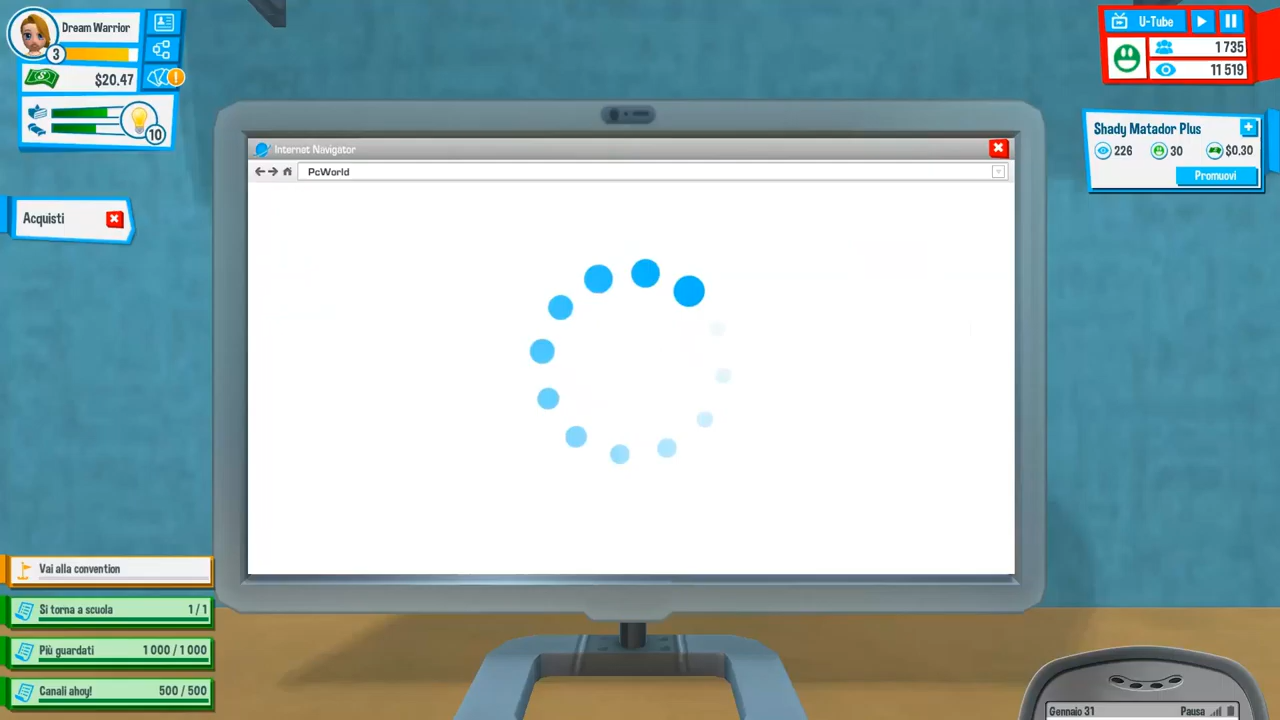 Dream Warrior
3
$20.47
10
Acquisti
U-Tube
1 735
11 519
Shady Matador Plus
226
30
$0.30
Promuovi
Internet Navigator
PcWorld
Vai alla convention
Si torna a scuola 1 / 1
Più guardati 1 000 / 1 000
Canali ahoy! 500 / 500
Gennaio 31 Pausa